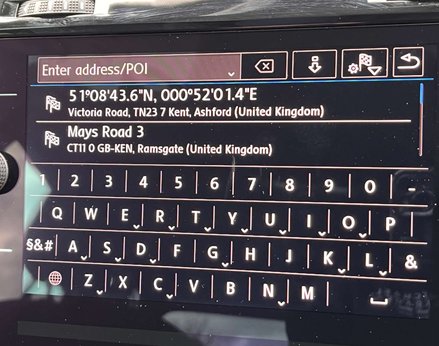 Enter address/POI
51°08'43.6"N, 000°52'01.4"E
Victoria Road, TN23 7 Kent, Ashford (United Kingdom)
Mays Road 3
CT11 0 GB-KEN, Ramsgate (United Kingdom)
1 2 3 4 5 6 7 8 9 0 -
Q W E R T Y U I O P
§&# A S D F G H J K L &
Z X C V B N M